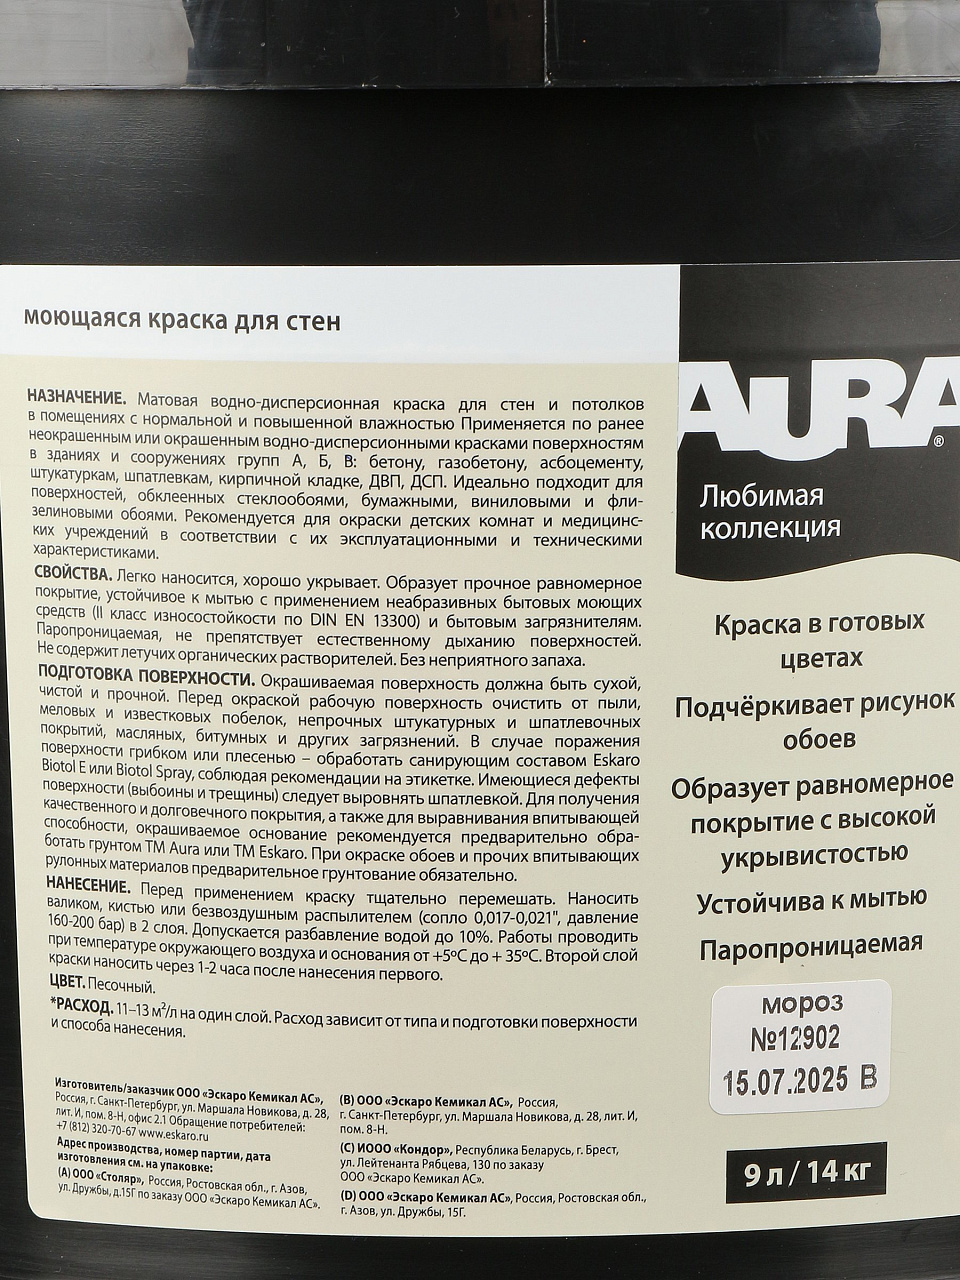 моющаяся краска для стен
НАЗНАЧЕНИЕ. Матовая водно-дисперсионная краска для стен и потолков
в помещениях с нормальной и повышенной влажностью Применяется по ранее
неокрашенным или окрашенным водно-дисперсионными красками поверхностям
в зданиях и сооружениях групп А, Б, В: бетону, газобетону, асбоцементу,
штукатуркам, шпатлевкам, кирпичной кладке, ДВП, ДСП. Идеально подходит для
поверхностей, обклеенных стеклообоями, бумажными, виниловыми и фли-
зелиновыми обоями. Рекомендуется для окраски детских комнат и медицинс-
ких учреждений в соответствии с их эксплуатационными и техническими
характеристиками.
СВОЙСТВА. Легко наносится, хорошо укрывает. Образует прочное равномерное
покрытие, устойчивое к мытью с применением неабразивных бытовых моющих
средств (II класс износостойкости по DIN EN 13300) и бытовым загрязнителям.
Паропроницаемая, не препятствует естественному дыханию поверхностей.
Не содержит летучих органических растворителей. Без неприятного запаха.
ПОДГОТОВКА ПОВЕРХНОСТИ. Окрашиваемая поверхность должна быть сухой,
чистой и прочной. Перед окраской рабочую поверхность очистить от пыли,
меловых и известковых побелок, непрочных штукатурных и шпатлевочных
покрытий, масляных, битумных и других загрязнений. В случае поражения
поверхности грибком или плесенью – обработать санирующим составом Eskaro
Biotol E или Biotol Spray, соблюдая рекомендации на этикетке. Имеющиеся дефекты
поверхности (выбоины и трещины) следует выровнять шпатлевкой. Для получения
качественного и долговечного покрытия, а также для выравнивания впитывающей
способности, окрашиваемое основание рекомендуется предварительно обра-
ботать грунтом ТМ Aura или ТМ Eskaro. При окраске обоев и прочих впитывающих
рулонных материалов предварительное грунтование обязательно.
НАНЕСЕНИЕ. Перед применением краску тщательно перемешать. Наносить
валиком, кистью или безвоздушным распылителем (сопло 0,017-0,021", давление
160-200 бар) в 2 слоя. Допускается разбавление водой до 10%. Работы проводить
при температуре окружающего воздуха и основания от +5ºС до + 35ºС. Второй слой
краски наносить через 1-2 часа после нанесения первого.
ЦВЕТ. Песочный.
*РАСХОД. 11–13 м²/л на один слой. Расход зависит от типа и подготовки поверхности
и способа нанесения.
Изготовитель/заказчик ООО «Эскаро Кемикал АС»,
Россия, г. Санкт-Петербург, ул. Маршала Новикова, д. 28,
лит. И, пом. 8-Н, офис 2.1 Обращение потребителей:
+7 (812) 320-70-67 www.eskaro.ru
Адрес производства, номер партии, дата
изготовления см. на упаковке:
(А) ООО «Столяр», Россия, Ростовская обл., г. Азов,
ул. Дружбы, д.15Г по заказу ООО «Эскаро Кемикал АС».
(В) ООО «Эскаро Кемикал АС», Россия,
г. Санкт-Петербург, ул. Маршала Новикова, д. 28, лит. И,
пом. 8-Н.
(С) ИООО «Кондор», Республика Беларусь, г. Брест,
ул. Лейтенанта Рябцева, 130 по заказу
ООО «Эскаро Кемикал АС».
(D) ООО «Эскаро Кемикал АС», Россия, Ростовская обл.,
г. Азов, ул. Дружбы, 15Г.
AURA®
Любимая
коллекция
Краска в готовых
цветах
Подчёркивает рисунок
обоев
Образует равномерное
покрытие с высокой
укрывистостью
Устойчива к мытью
Паропроницаемая
мороз
№12902
15.07.2025 В
9 л / 14 кг